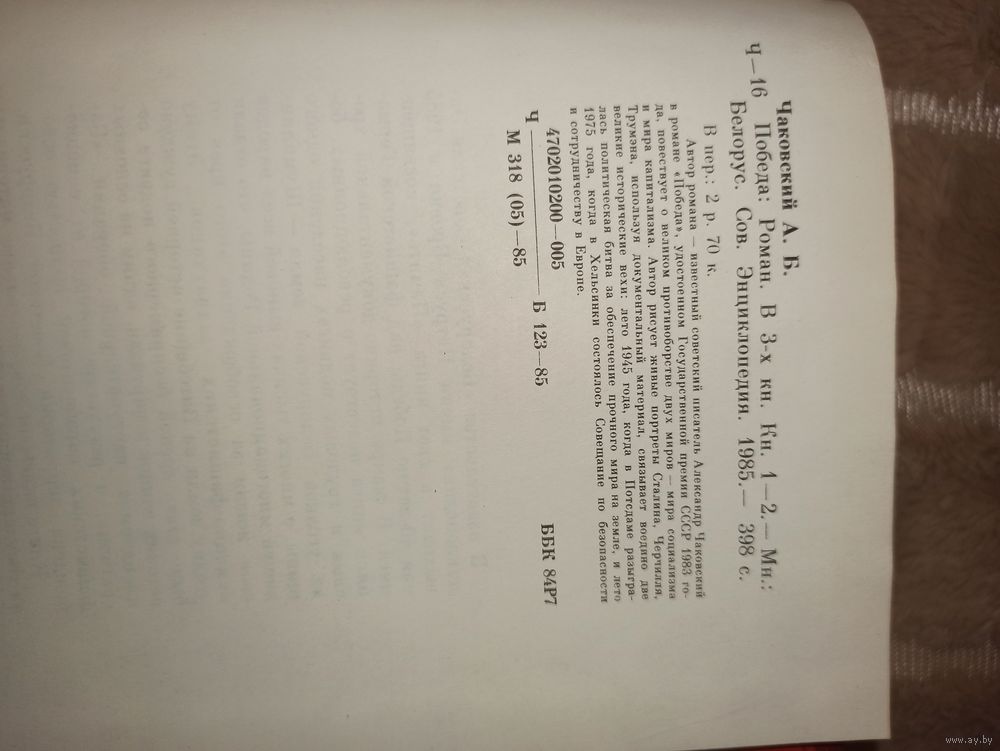 Чаковский А. Б.
Ч—16 Победа: Роман. В 3-х кн. Кн. 1—2.— Мн.:
Белорус. Сов. Энциклопедия. 1985.— 398 с.
В пер.: 2 р. 70 к.
Автор романа — известный советский писатель Александр Чаковский
в романе «Победа», удостоенном Государственной премии СССР 1983 го-
да, повествует о великом противоборстве двух миров — мира социализма
и мира капитализма. Автор рисует живые портреты Сталина, Черчилля,
Трумэна, используя документальный материал, связывает воедино две
великие исторические вехи: лето 1945 года, когда в Потсдаме разыгра-
лась политическая битва за обеспечение прочного мира на земле, и лето
1975 года, когда в Хельсинки состоялось Совещание по безопасности
и сотрудничеству в Европе.
4702010200—005 ББК 84Р7
Ч Б 123—85
М 318 (05)—85
www.ay.by